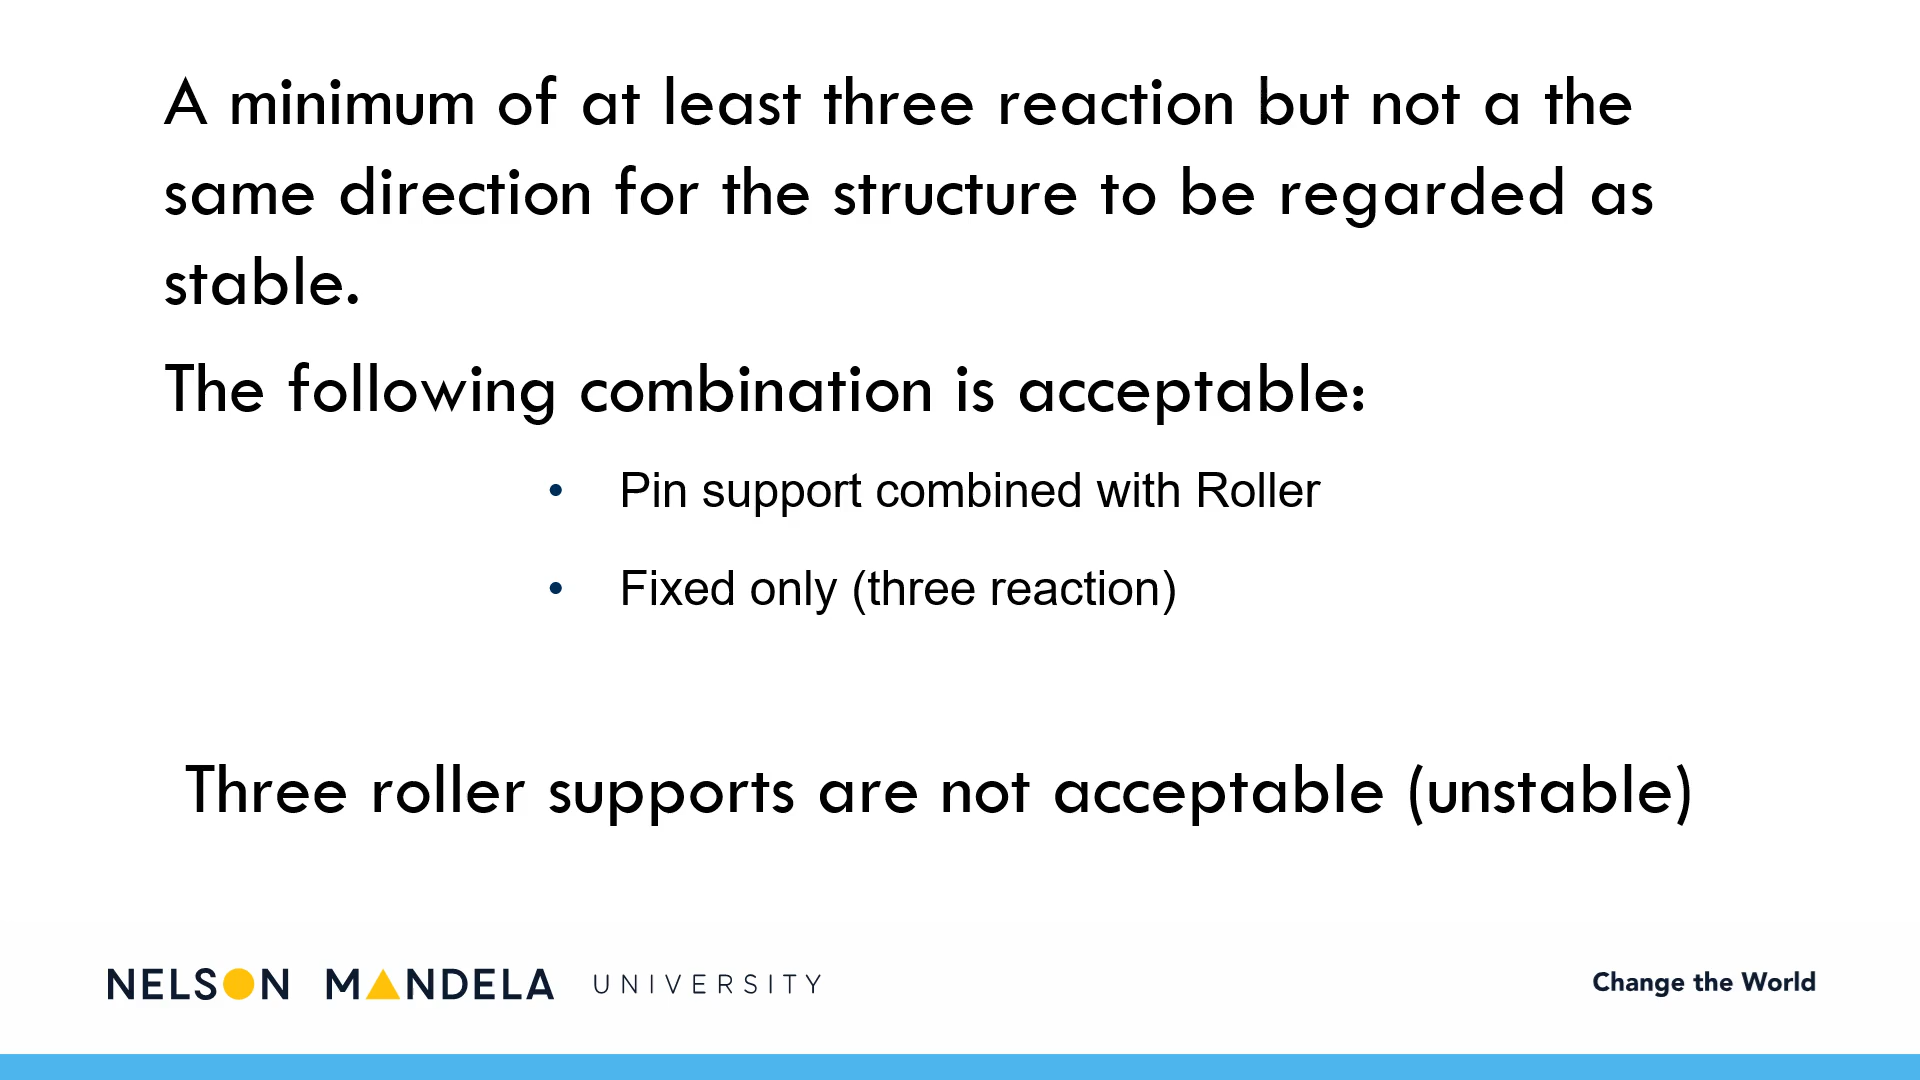 A minimum of at least three reaction but not a the
same direction for the structure to be regarded as
stable.
The following combination is acceptable:
• Pin support combined with Roller
• Fixed only (three reaction)
Three roller supports are not acceptable (unstable)
NELSON MANDELA UNIVERSITY
Change the World